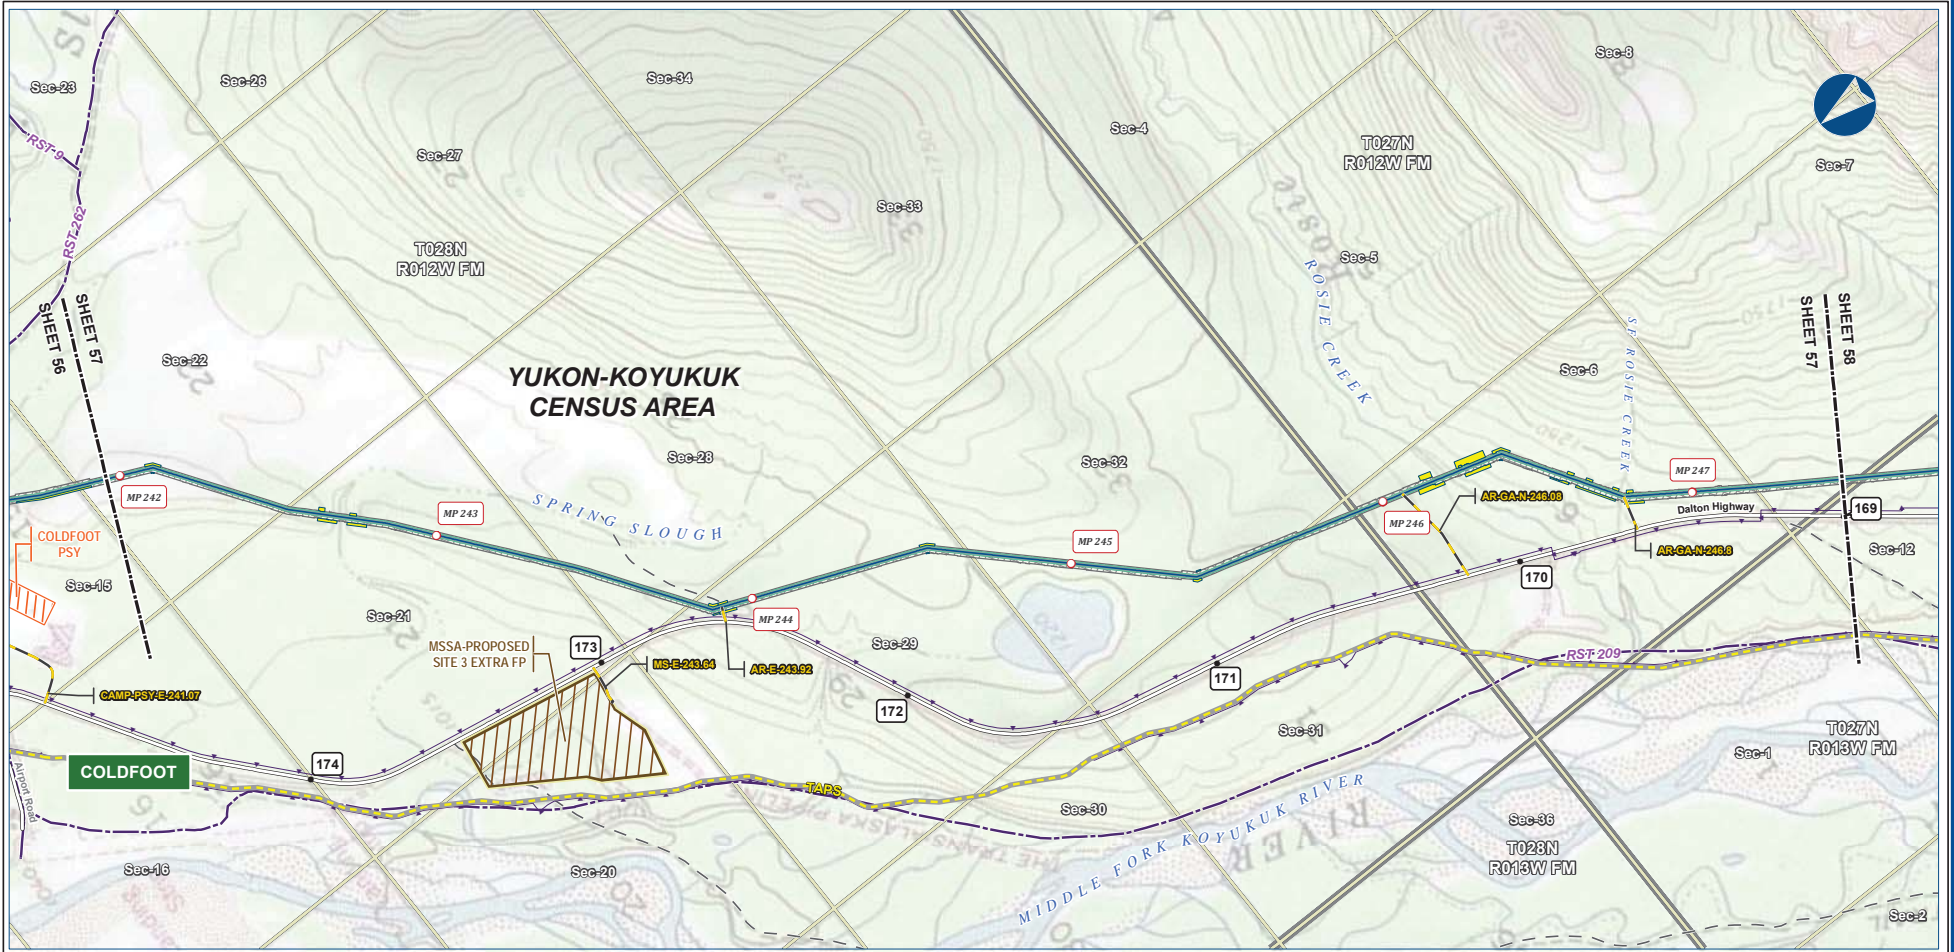 Sec-23
Sec-26
Sec-34
Sec-8
Sec-4
Sec-27
T027N
R012W FM
Sec-7
RST-9
RST-262
Sec-33
T028N
R012W FM
Sec-5
ROSIE CREEK
SHEET 57
SHEET 56
SHEET 58
SHEET 57
Sec-22
YUKON-KOYUKUK
CENSUS AREA
Sec-6
SF ROSIE CREEK
Sec-28
Sec-32
MP 242
MP 243
SPRING SLOUGH
MP 244
MP 245
MP 246
MP 247
AR-GA-N-246.08
Dalton Highway
169
AR-GA-N-246.8
Sec-12
COLDFOOT
PSY
Sec-15
170
Sec-21
Sec-29
MSSA-PROPOSED
SITE 3 EXTRA FP
173
MS-E-243.64
AR-E-243.92
171
RST 209
CAMP-PSY-E-241.07
172
174
COLDFOOT
Airport Road
TAPS
Sec-31
Sec-1
T027N
R013W FM
Sec-30
MIDDLE FORK KOYUKUK RIVER
RIVER
Sec-36
T028N
R013W FM
Sec-16
Sec-20
Sec-2